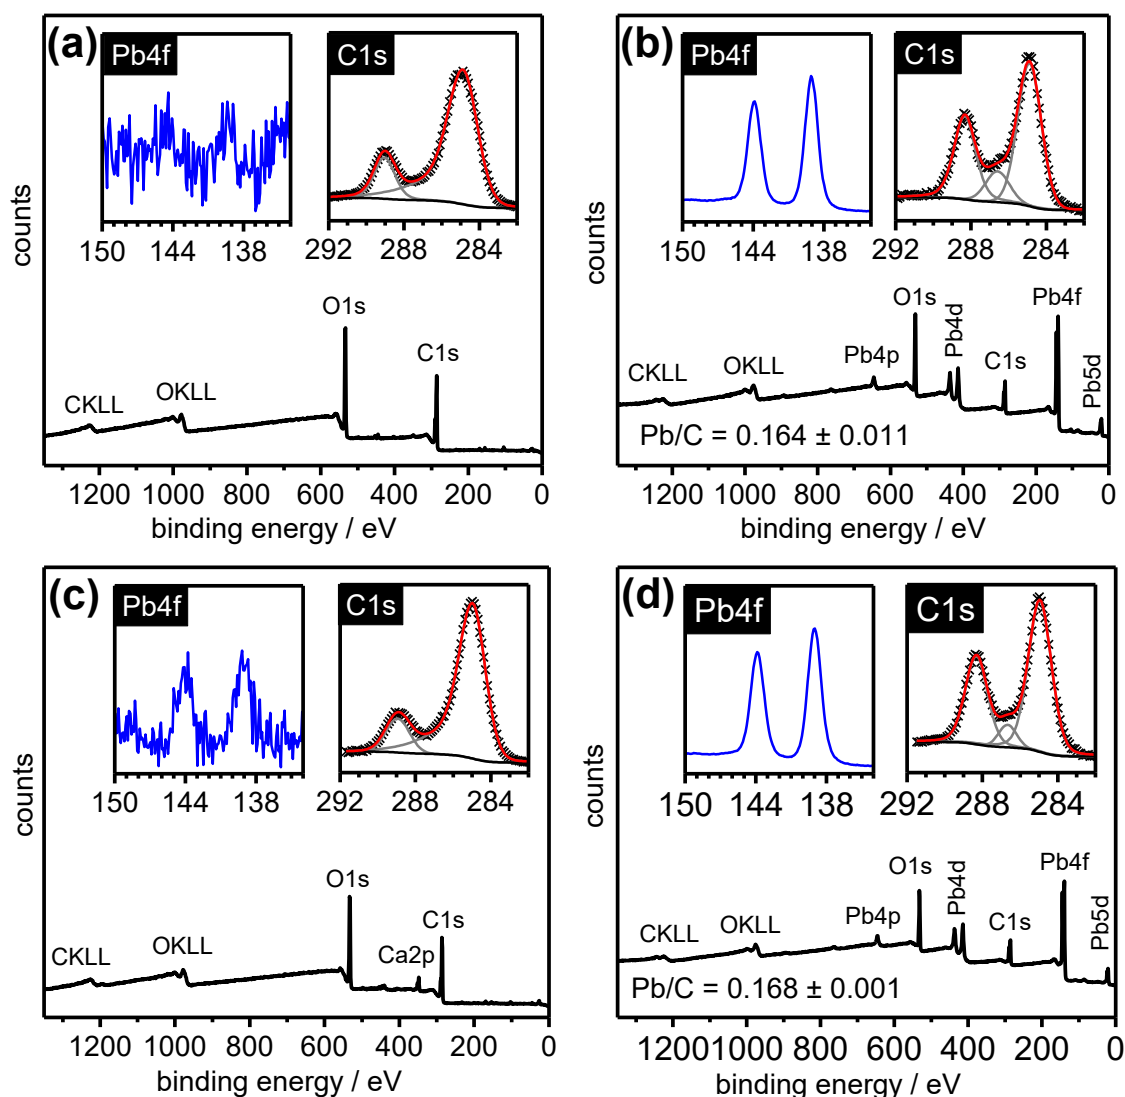 (a)
Pb4f
C1s
150 144 138
292 288 284
counts
O1s
C1s
CKLL
OKLL
1200 1000 800 600 400 200 0
binding energy / eV
(b)
Pb4f
C1s
150 144 138
292 288 284
counts
O1s
Pb4d
Pb4f
Pb4p
C1s
CKLL
OKLL
Pb5d
Pb/C = 0.164 ± 0.011
1200 1000 800 600 400 200 0
binding energy / eV
(c)
Pb4f
C1s
150 144 138
292 288 284
counts
O1s
C1s
Ca2p
CKLL
OKLL
1200 1000 800 600 400 200 0
binding energy / eV
(d)
Pb4f
C1s
150 144 138
292 288 284
counts
O1s
Pb4d
Pb4f
Pb4p
C1s
CKLL
OKLL
Pb5d
Pb/C = 0.168 ± 0.001
1200 1000 800 600 400 200 0
binding energy / eV